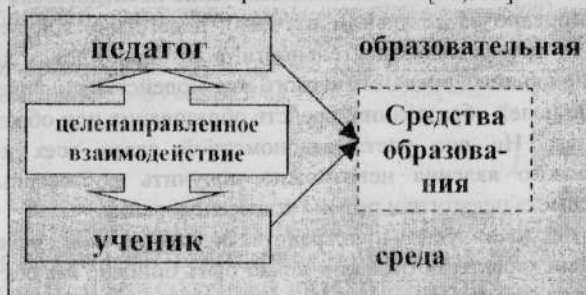 педагог
образовательная
целенаправленное
взаимодействие
Средства
образова-
ния
ученик
среда